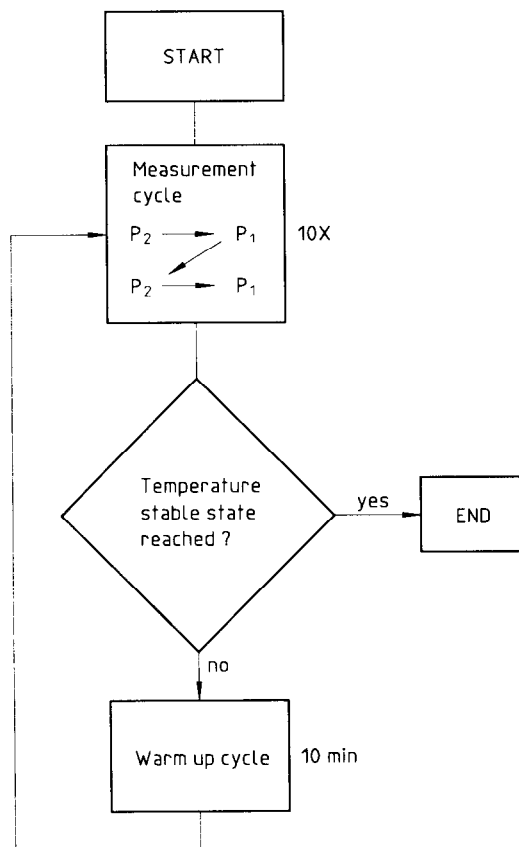 START
Measurement
cycle
P₂ P₁
10X
P₂ P₁
Temperature
stable state
reached ?
yes
END
no
Warm up cycle
10 min